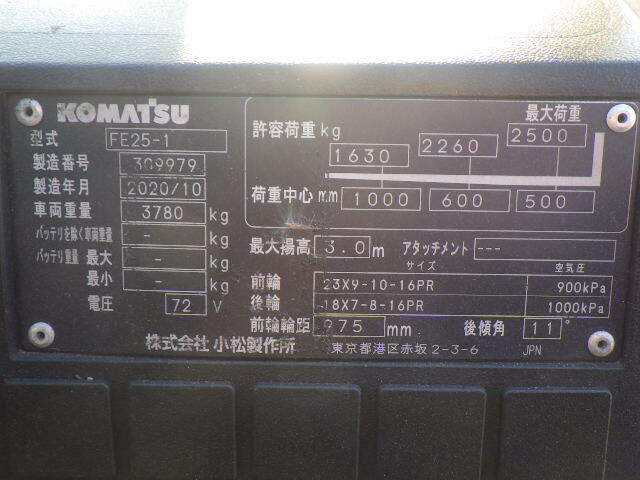 KOMATSU
型式 FE25-1
製造番号 309979
製造年月 2020/10
車両重量 3780 kg
バッテリを除く車両重量 - kg
バッテリ重量 最大 - kg
最小 - kg
電圧 72 V
最大荷重
許容荷重 kg 1630 2260 2500
荷重中心 mm 1000 600 500
最大揚高 3.0 m アタッチメント ---
サイズ 空気圧
前輪 23X9-10-16PR 900kPa
後輪 18X7-8-16PR 1000kPa
前輪輪距 975 mm 後傾角 11°
株式会社 小松製作所 東京都港区赤坂 2-3-6 JPN